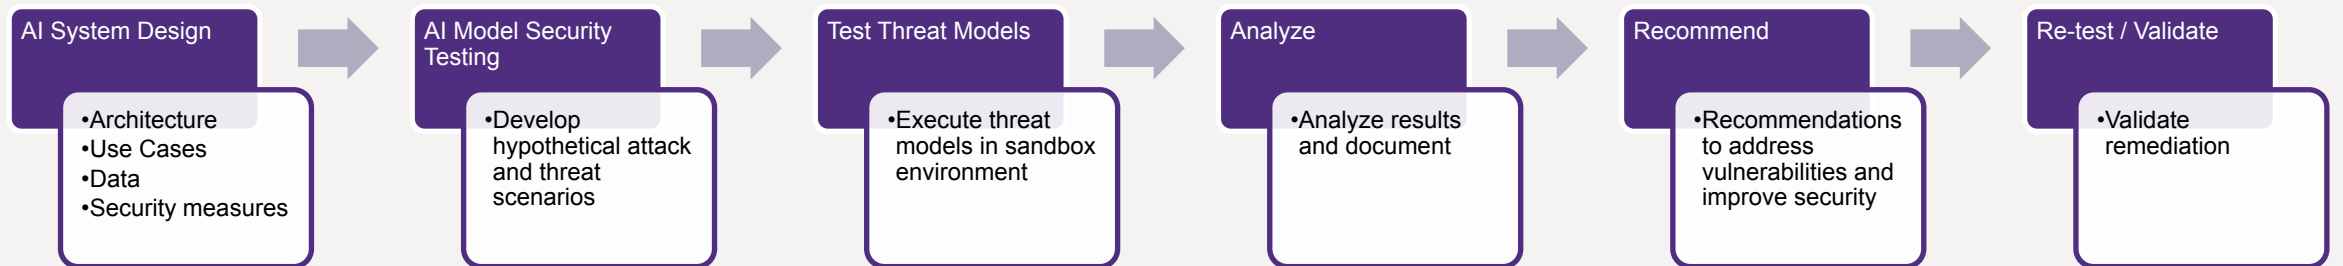 AI System Design
•Architecture
•Use Cases
•Data
•Security measures
AI Model Security
Testing
•Develop
hypothetical attack
and threat
scenarios
Test Threat Models
•Execute threat
models in sandbox
environment
Analyze
•Analyze results
and document
Recommend
•Recommendations
to address
vulnerabilities and
improve security
Re-test / Validate
•Validate
remediation